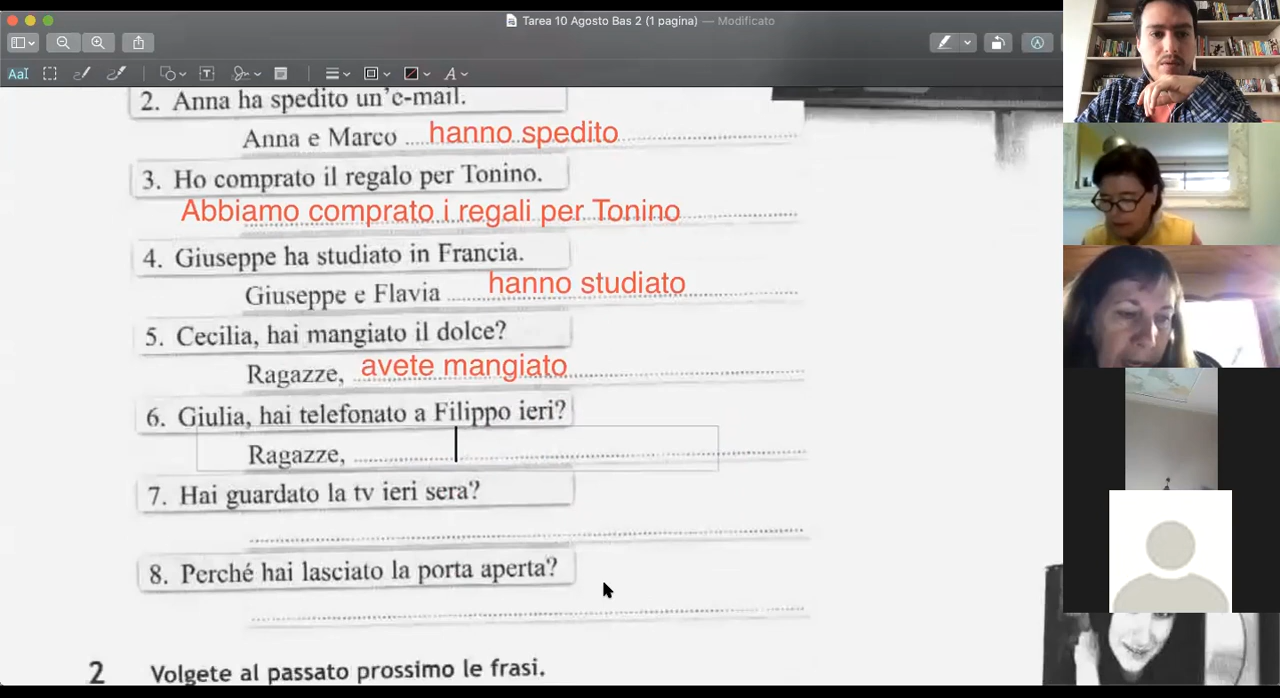 Tarea 10 Agosto Bas 2 (1 pagina) — Modificato
AaI
T
A
2. Anna ha spedito un'e-mail.
Anna e Marco hanno spedito
3. Ho comprato il regalo per Tonino.
Abbiamo comprato i regali per Tonino
4. Giuseppe ha studiato in Francia.
Giuseppe e Flavia hanno studiato
5. Cecilia, hai mangiato il dolce?
Ragazze, avete mangiato
6. Giulia, hai telefonato a Filippo ieri?
Ragazze,
7. Hai guardato la tv ieri sera?
8. Perché hai lasciato la porta aperta?
2 Volgete al passato prossimo le frasi.